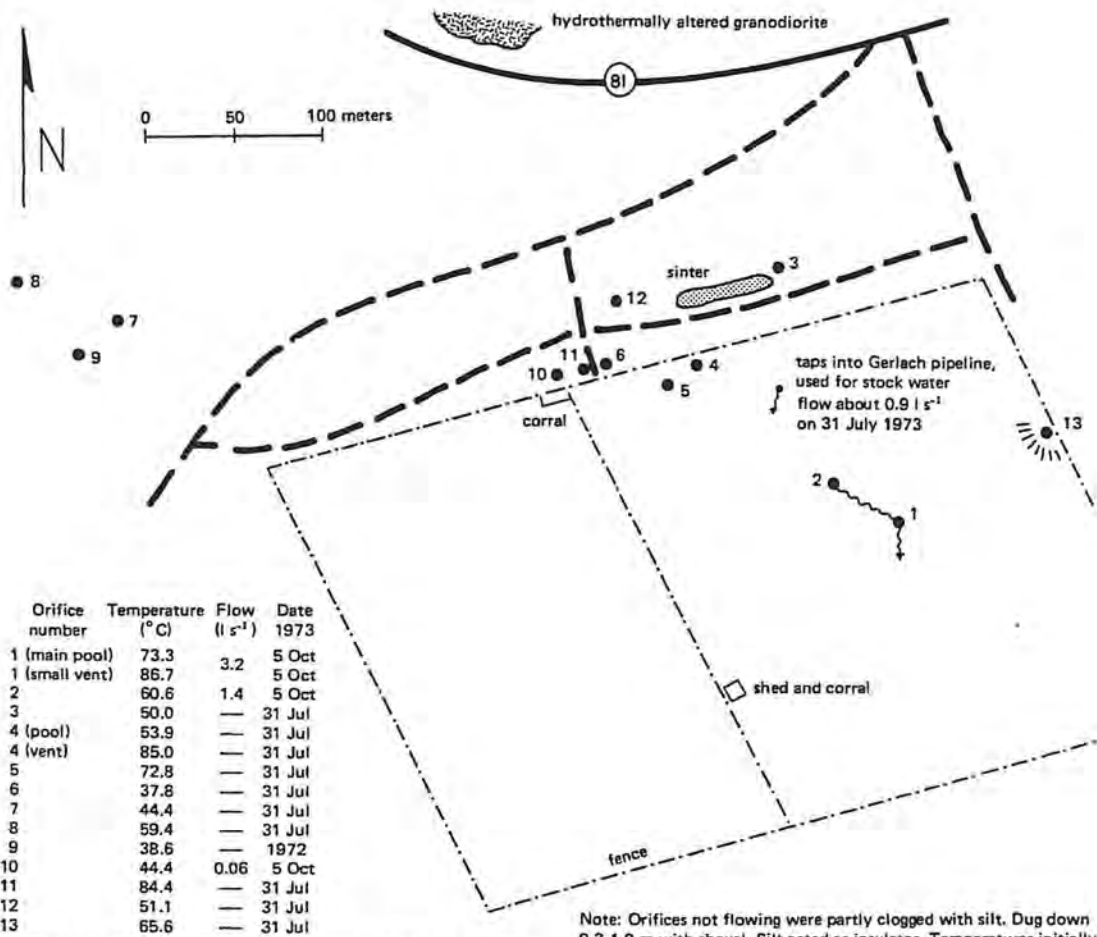 hydrothermally altered granodiorite
81
0 50 100 meters
N
8
7
9
sinter
3
12
11
6
10
4
5
corral
taps into Gerlach pipeline,
used for stock water
flow about 0.9 l s⁻¹
on 31 July 1973
13
2
1
shed and corral
fence
Orifice Temperature Flow Date
number (°C) (l s⁻¹) 1973
1 (main pool) 73.3 5 Oct
3.2
1 (small vent) 86.7 5 Oct
2 60.6 1.4 5 Oct
3 50.0 — 31 Jul
4 (pool) 53.9 — 31 Jul
4 (vent) 85.0 — 31 Jul
5 72.8 — 31 Jul
6 37.8 — 31 Jul
7 44.4 — 31 Jul
8 59.4 — 31 Jul
9 38.6 — 1972
10 44.4 0.06 5 Oct
11 84.4 — 31 Jul
12 51.1 — 31 Jul
13 65.6 — 31 Jul
Note: Orifices not flowing were partly clogged with silt. Dug down